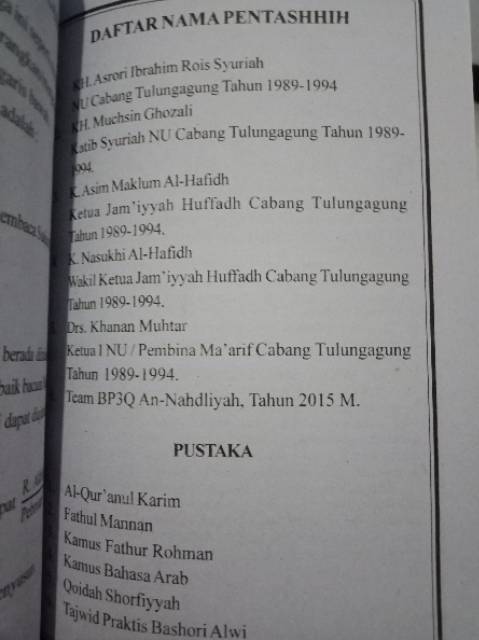 DAFTAR NAMA PENTASHHIH
KH. Asrori Ibrahim Rois Syuriah
NU Cabang Tulungagung Tahun 1989-1994
KH. Muchsin Ghozali
Katib Syuriah NU Cabang Tulungagung Tahun 1989-
1994.
K. Asim Maklum Al-Hafidh
Ketua Jam'iyyah Huffadh Cabang Tulungagung
Tahun 1989-1994.
K. Nasukhi Al-Hafidh
Wakil Ketua Jam'iyyah Huffadh Cabang Tulungagung
Tahun 1989-1994.
Drs. Khanan Muhtar
Ketua I NU / Pembina Ma'arif Cabang Tulungagung
Tahun 1989-1994.
Team BP3Q An-Nahdliyah, Tahun 2015 M.
PUSTAKA
Al-Qur'anul Karim
Fathul Mannan
Kamus Fathur Rohman
Kamus Bahasa Arab
Qoidah Shorfiyyah
Tajwid Praktis Bashori Alwi